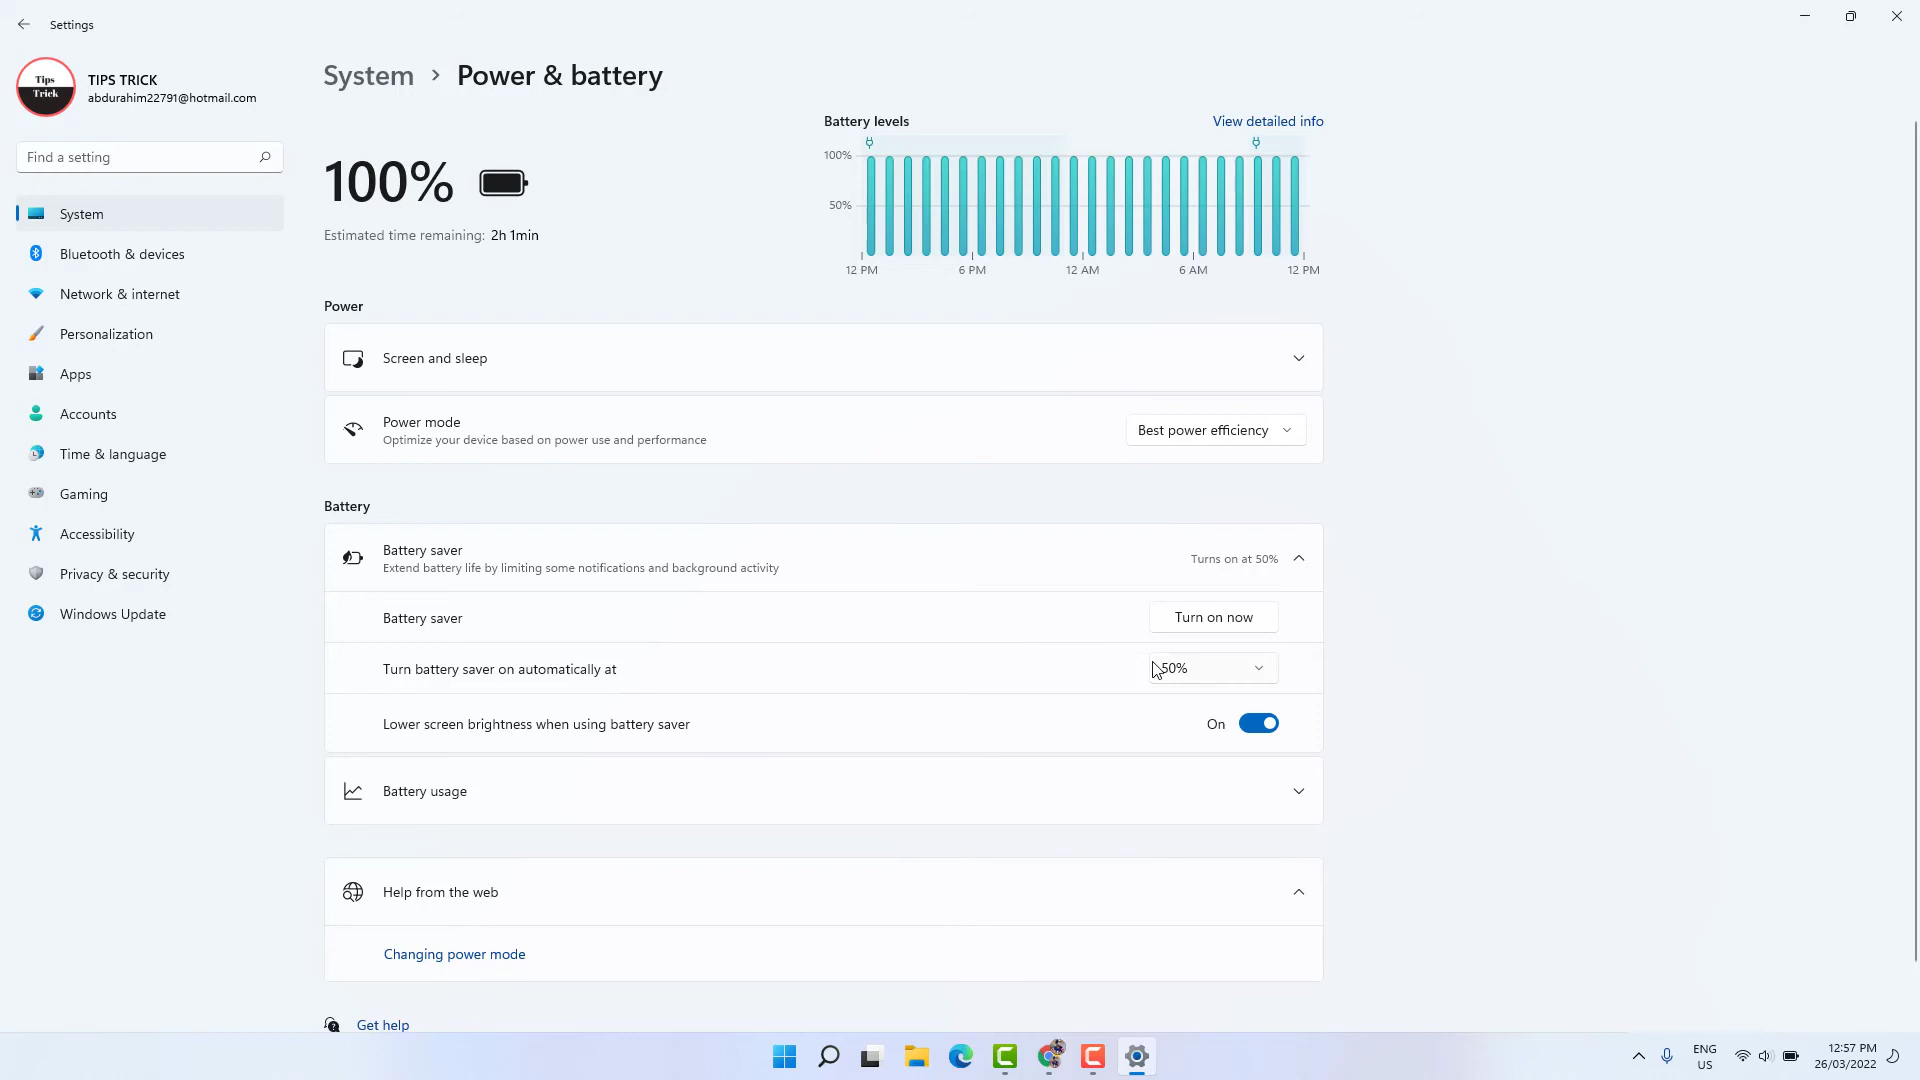 Settings
Tips
Trick
TIPS TRICK
abdurahim22791@hotmail.com
Find a setting
System
Bluetooth & devices
Network & internet
Personalization
Apps
Accounts
Time & language
Gaming
Accessibility
Privacy & security
Windows Update
System > Power & battery
100%
Estimated time remaining: 2h 1min
Battery levels
View detailed info
100%
50%
12 PM 6 PM 12 AM 6 AM 12 PM
Power
Screen and sleep
Power mode
Optimize your device based on power use and performance
Best power efficiency
Battery
Battery saver
Extend battery life by limiting some notifications and background activity
Turns on at 50%
Battery saver
Turn on now
Turn battery saver on automatically at
50%
Lower screen brightness when using battery saver
On
Battery usage
Help from the web
Changing power mode
Get help
ENG
US
12:57 PM
26/03/2022